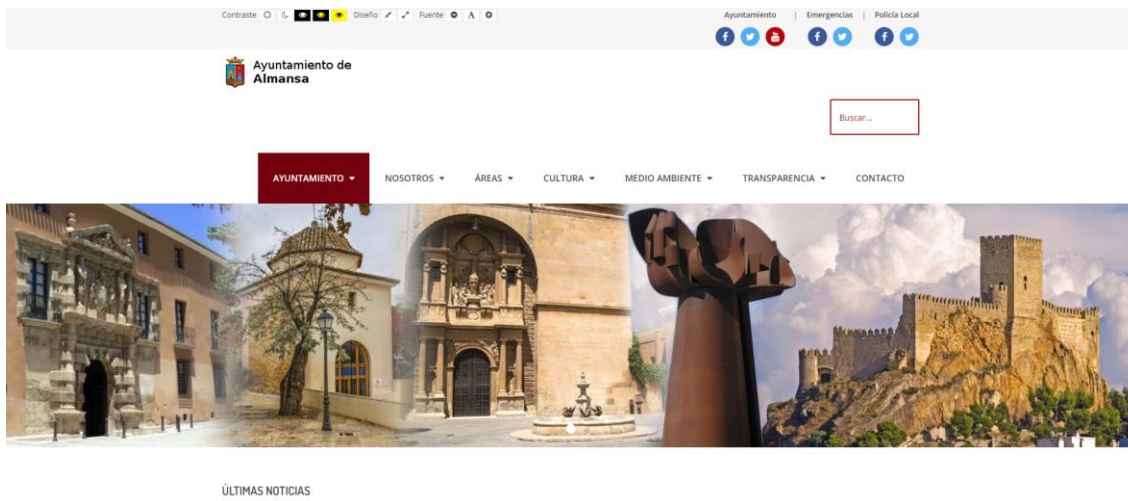 Contraste Diseño Fuente A Ayuntamiento | Emergencias | Policía Local
Ayuntamiento de
Almansa
Buscar...
AYUNTAMIENTO NOSOTROS ÁREAS CULTURA MEDIO AMBIENTE TRANSPARENCIA CONTACTO
ÚLTIMAS NOTICIAS